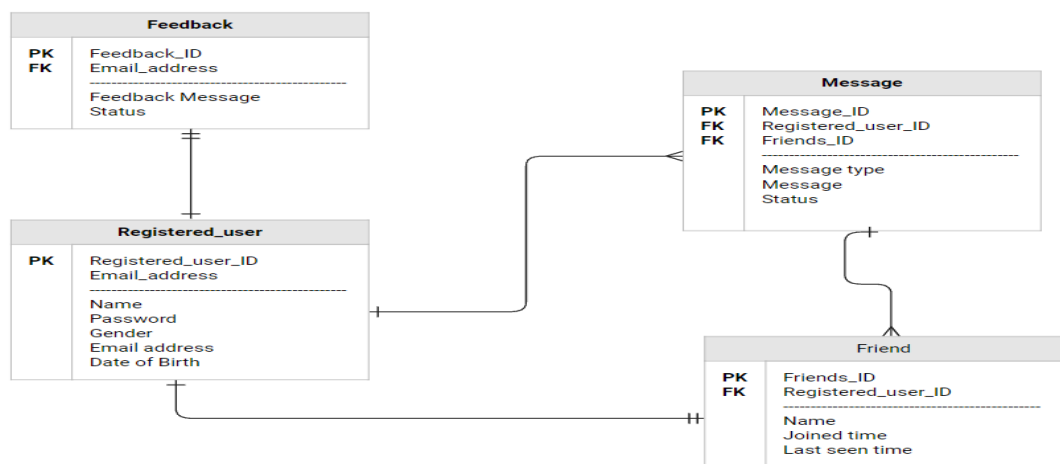 Feedback
PK Feedback_ID
FK Email_address
Feedback Message
Status
Message
PK Message_ID
FK Registered_user_ID
FK Friends_ID
Message type
Message
Status
Registered_user
PK Registered_user_ID
Email_address
Name
Password
Gender
Email address
Date of Birth
Friend
PK Friends_ID
FK Registered_user_ID
Name
Joined time
Last seen time